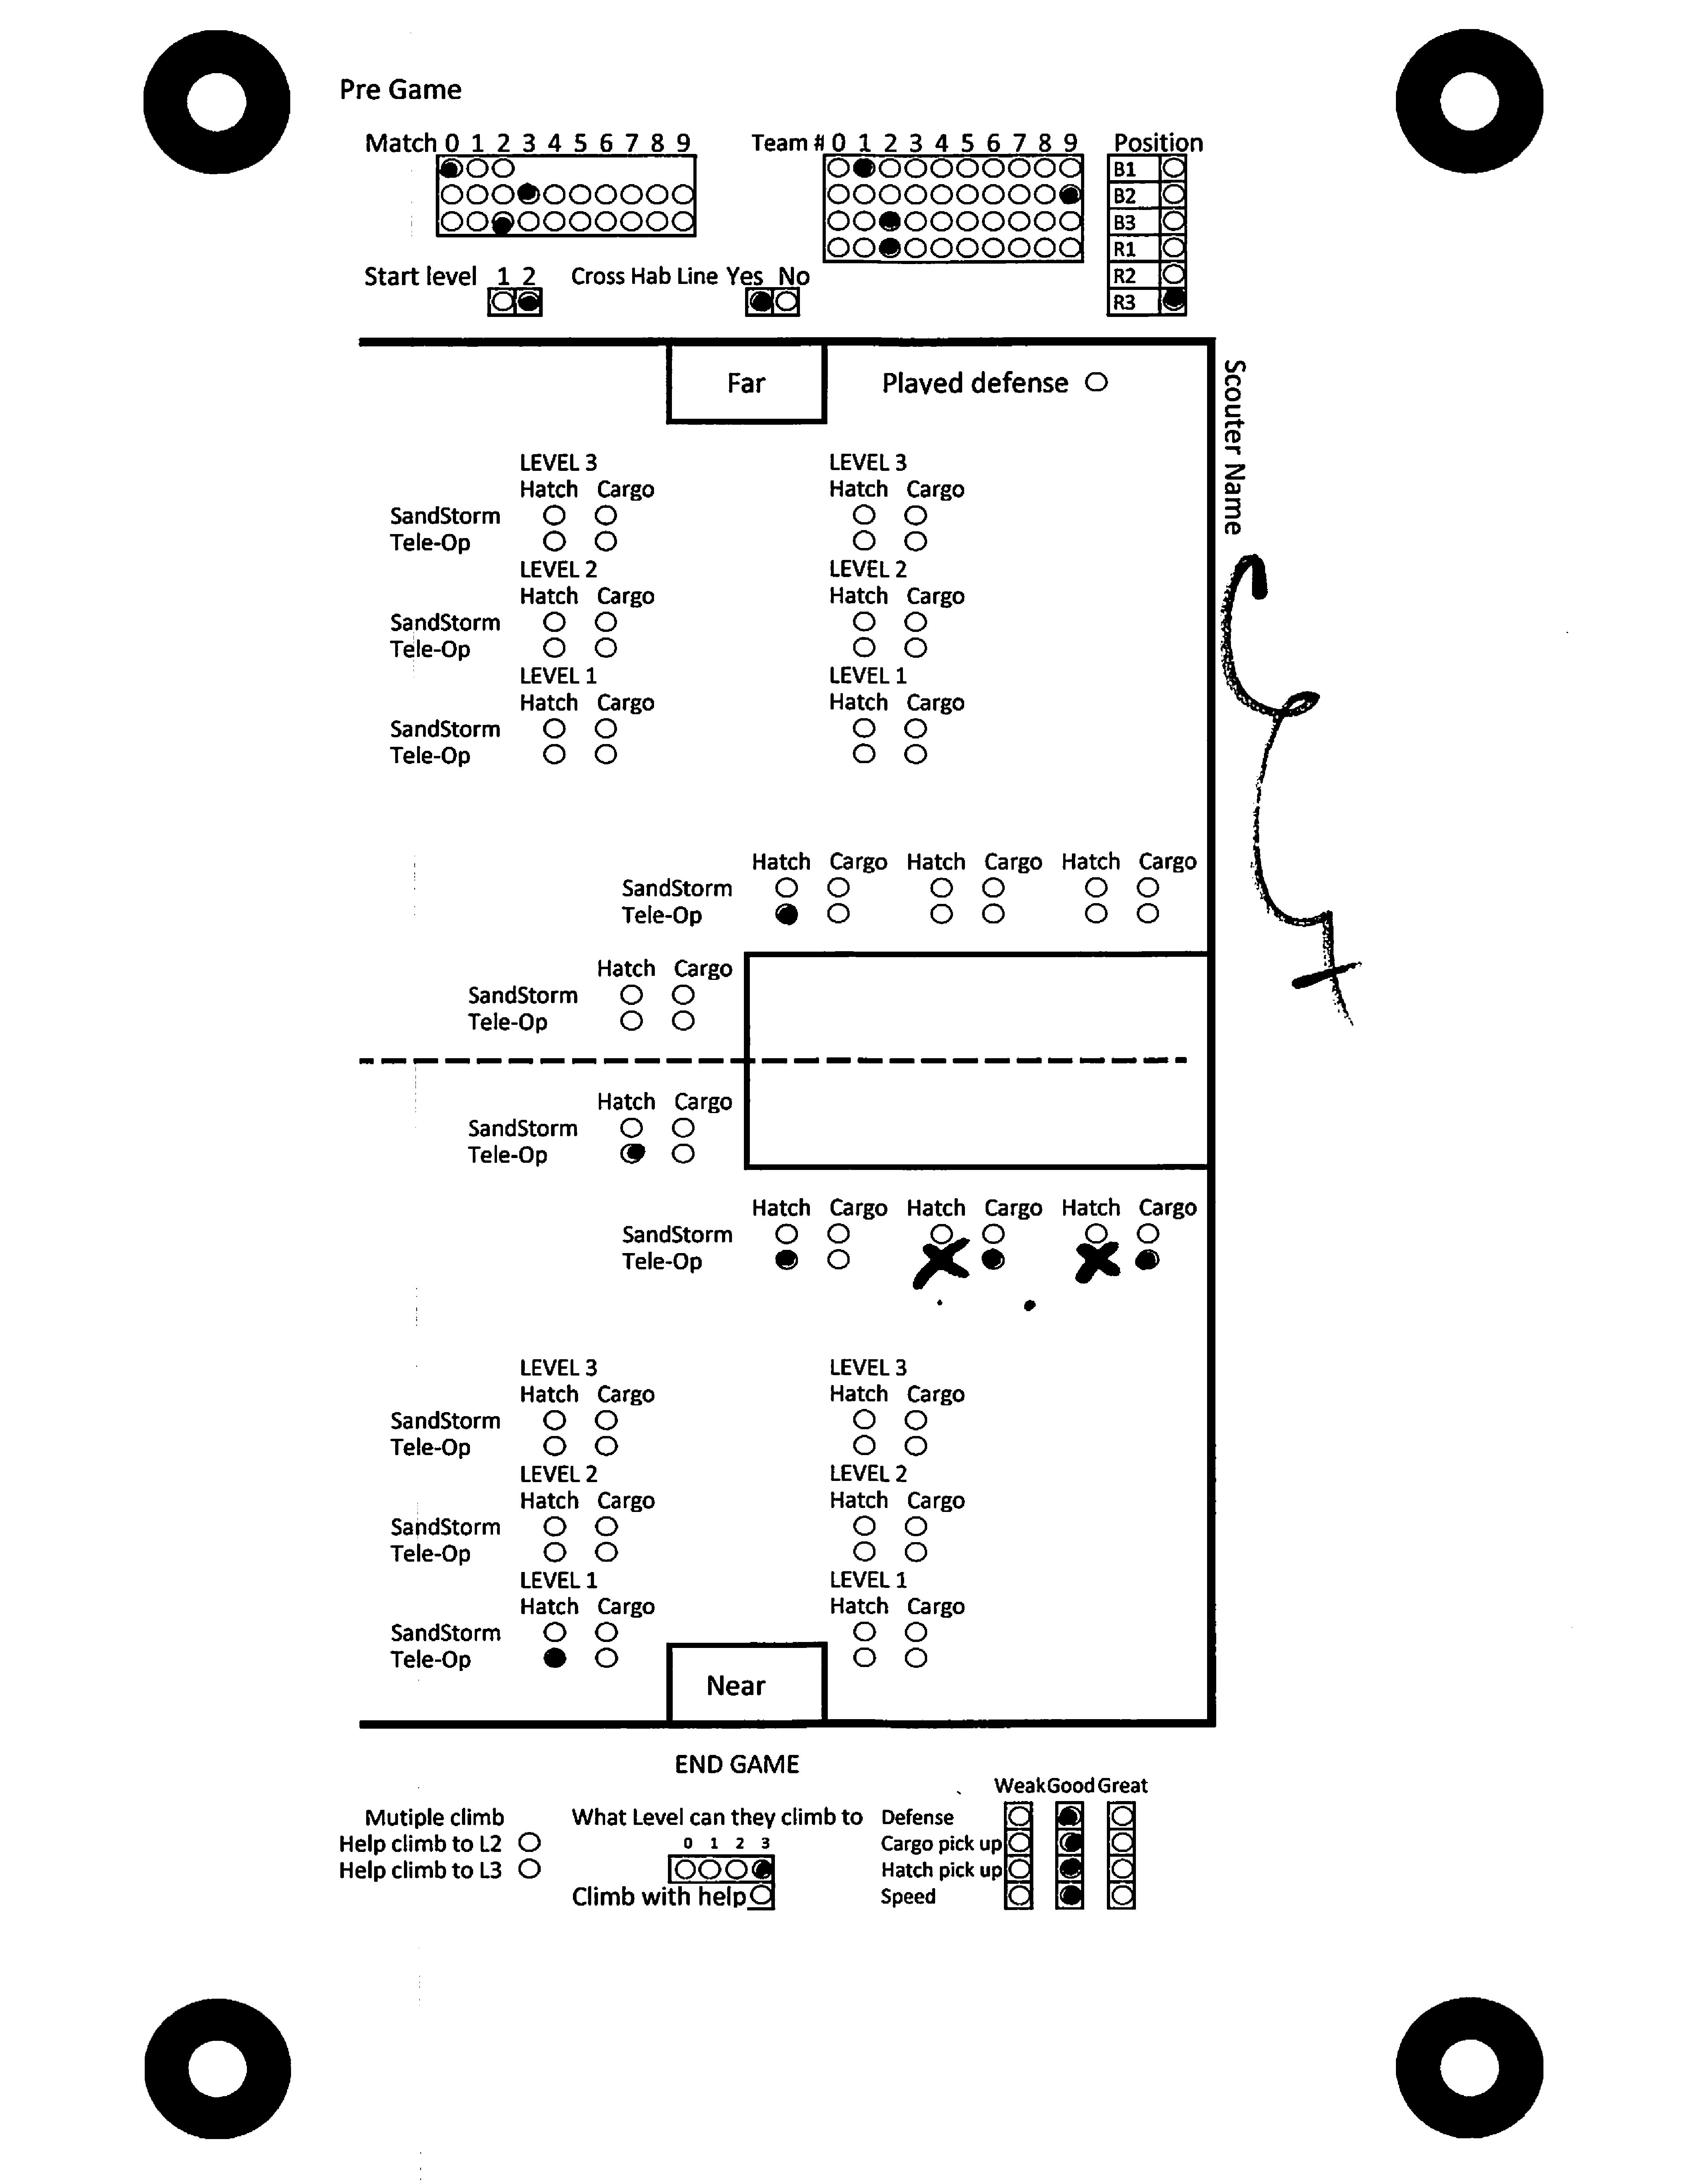 Pre Game
Match 0 1 2 3 4 5 6 7 8 9
Team # 0 1 2 3 4 5 6 7 8 9
Position
B1
B2
B3
R1
R2
R3
Start level 1 2
Cross Hab Line Yes No
Far
Played defense
Scouter Name
LEVEL 3 LEVEL 3
Hatch Cargo Hatch Cargo
SandStorm
Tele-Op
LEVEL 2 LEVEL 2
Hatch Cargo Hatch Cargo
SandStorm
Tele-Op
LEVEL 1 LEVEL 1
Hatch Cargo Hatch Cargo
SandStorm
Tele-Op
Hatch Cargo Hatch Cargo Hatch Cargo
SandStorm
Tele-Op
Hatch Cargo
SandStorm
Tele-Op
Hatch Cargo
SandStorm
Tele-Op
Hatch Cargo Hatch Cargo Hatch Cargo
SandStorm
Tele-Op
LEVEL 3 LEVEL 3
Hatch Cargo Hatch Cargo
SandStorm
Tele-Op
LEVEL 2 LEVEL 2
Hatch Cargo Hatch Cargo
SandStorm
Tele-Op
LEVEL 1 LEVEL 1
Hatch Cargo Hatch Cargo
SandStorm
Tele-Op
Near
END GAME
Mutiple climb
Help climb to L2
Help climb to L3
What Level can they climb to
0 1 2 3
Climb with help
Weak Good Great
Defense
Cargo pick up
Hatch pick up
Speed